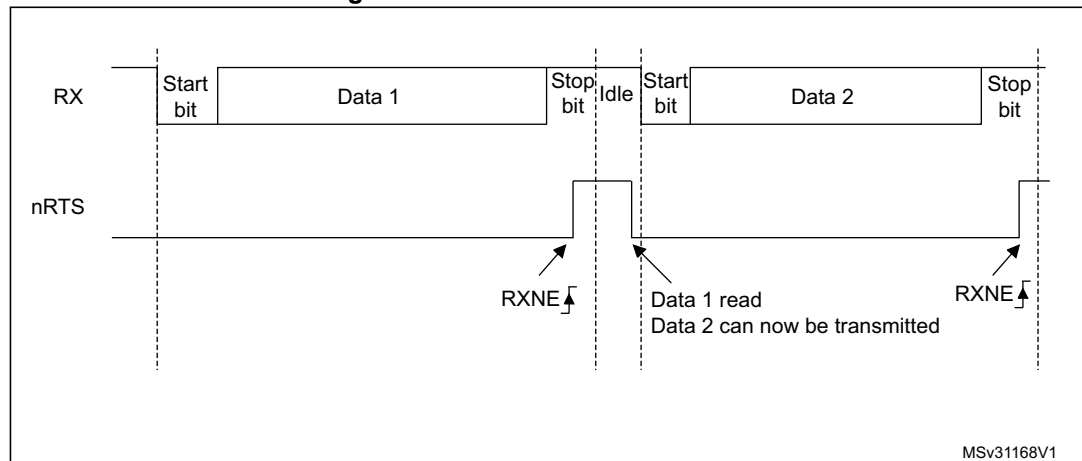 RX
Start
bit
Data 1
Stop
bit
Idle
Start
bit
Data 2
Stop
bit
nRTS
RXNE
Data 1 read
Data 2 can now be transmitted
RXNE
MSv31168V1